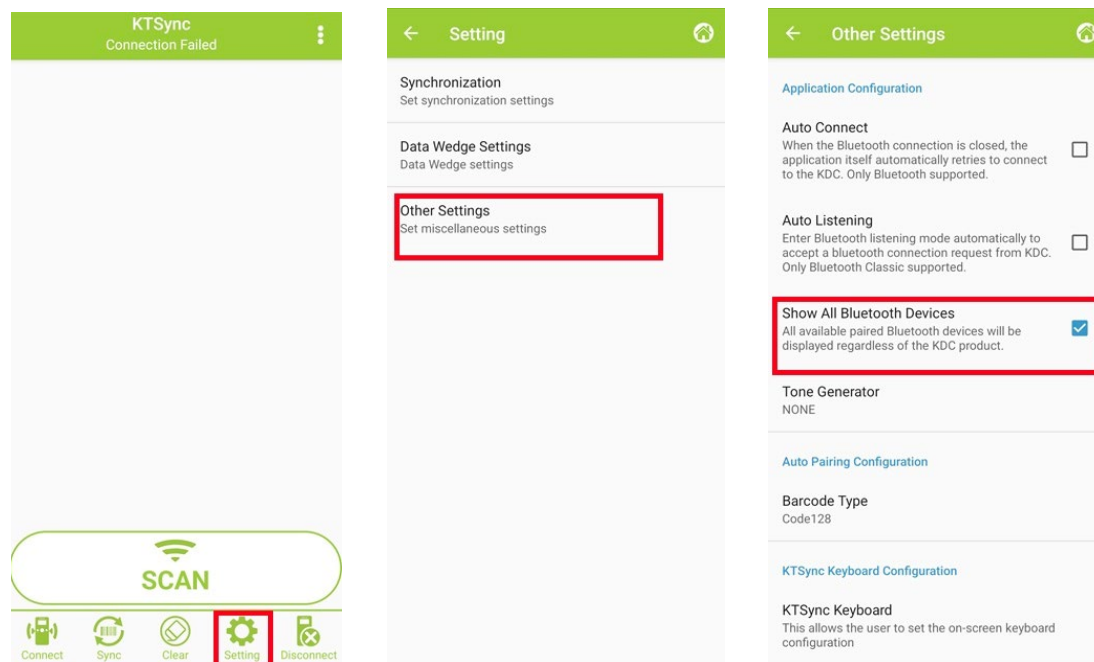 KTSync
Connection Failed
SCAN
Connect
Sync
Clear
Setting
Disconnect
Setting
Synchronization
Set synchronization settings
Data Wedge Settings
Data Wedge settings
Other Settings
Set miscellaneous settings
Other Settings
Application Configuration
Auto Connect
When the Bluetooth connection is closed, the
application itself automatically retries to connect
to the KDC. Only Bluetooth supported.
Auto Listening
Enter Bluetooth listening mode automatically to
accept a bluetooth connection request from KDC.
Only Bluetooth Classic supported.
Show All Bluetooth Devices
All available paired Bluetooth devices will be
displayed regardless of the KDC product.
Tone Generator
NONE
Auto Pairing Configuration
Barcode Type
Code128
KTSync Keyboard Configuration
KTSync Keyboard
This allows the user to set the on-screen keyboard
configuration